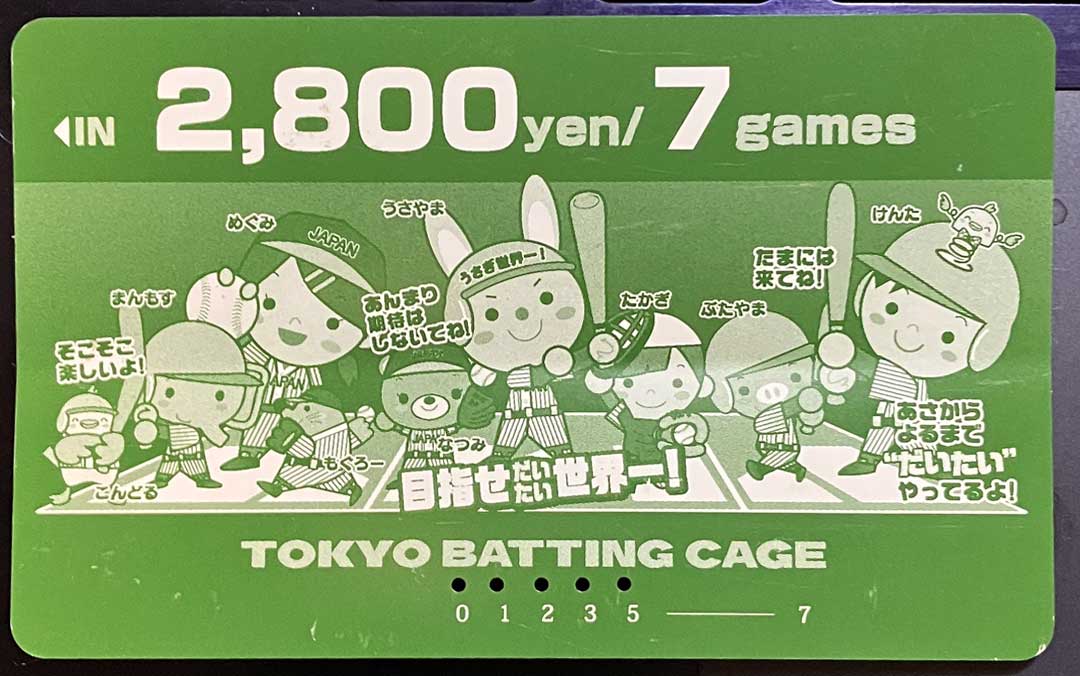 ◀IN 2,800yen/7games
うさやま
けんた
めぐみ
JAPAN
うさぎ世界一!
たまには
来てね!
まんもす
あんまり
期待は
しないでね!
たかぎ
ぶたやま
そこそこ
楽しいよ!
JAPAN
JAPAN
なつみ
もぐろー
ごんどる
あさから
よるまで
“だいたい”
やってるよ!
目指せだいたい世界一!
TOKYO BATTING CAGE
0 1 2 3 5 7